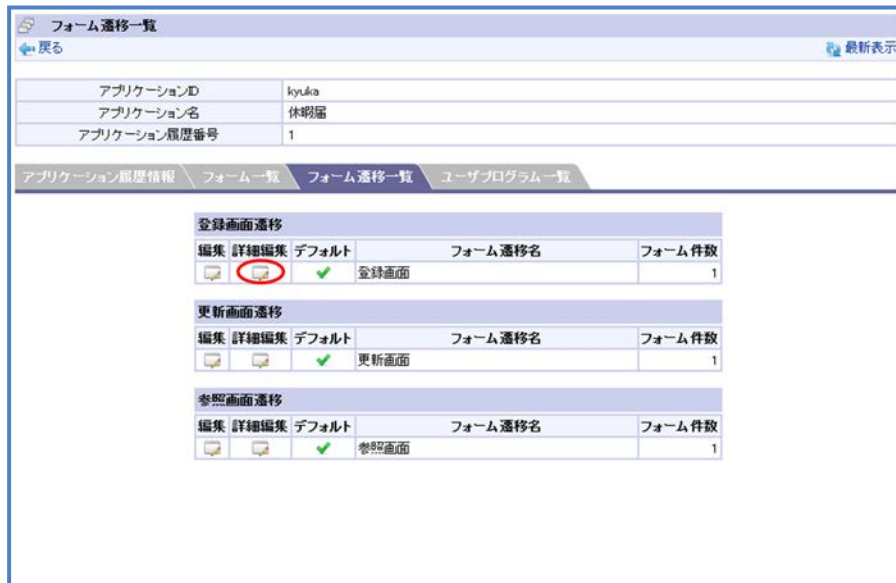 フォーム遷移一覧
戻る 最新表示
アプリケーションID kyuka
アプリケーション名 休暇届
アプリケーション履歴番号 1
アプリケーション履歴情報 フォーム一覧 フォーム遷移一覧 ユーザプログラム一覧
登録画面遷移
編集 詳細編集 デフォルト フォーム遷移名 フォーム件数
登録画面 1
更新画面遷移
編集 詳細編集 デフォルト フォーム遷移名 フォーム件数
更新画面 1
参照画面遷移
編集 詳細編集 デフォルト フォーム遷移名 フォーム件数
参照画面 1